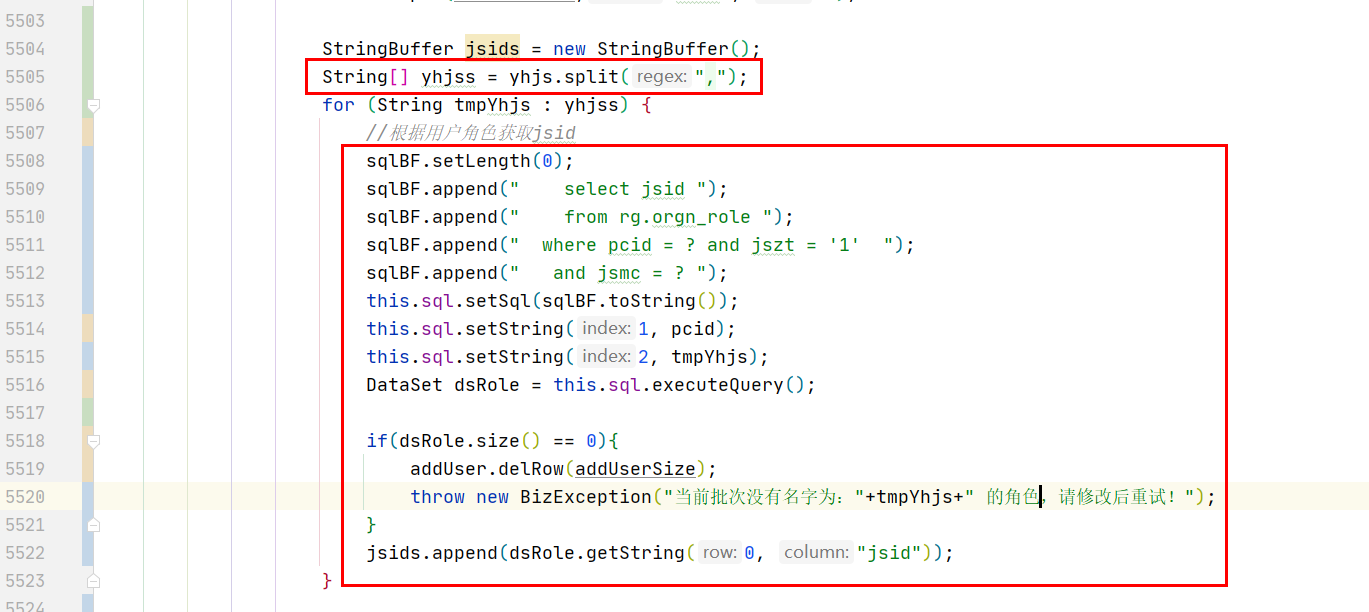 5503
5504 StringBuffer jsids = new StringBuffer();
5505 String[] yhjss = yhjs.split( regex: ",");
5506 for (String tmpYhjs : yhjss) {
5507 //根据用户角色获取jsid
5508 sqlBF.setLength(0);
5509 sqlBF.append("    select jsid ");
5510 sqlBF.append("    from rg.orgn_role ");
5511 sqlBF.append("  where pcid = ? and jszt = '1'  ");
5512 sqlBF.append("   and jsmc = ? ");
5513 this.sql.setSql(sqlBF.toString());
5514 this.sql.setString( index: 1, pcid);
5515 this.sql.setString( index: 2, tmpYhjs);
5516 DataSet dsRole = this.sql.executeQuery();
5517
5518 if(dsRole.size() == 0){
5519 addUser.delRow(addUserSize);
5520 throw new BizException("当前批次没有名字为："+tmpYhjs+" 的角色，请修改后重试！");
5521 }
5522 jsids.append(dsRole.getString( row: 0, column: "jsid"));
5523 }
5524